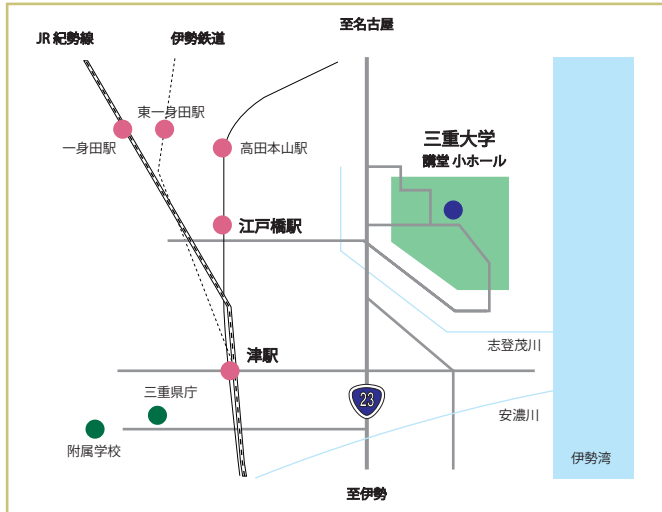 至名古屋
JR 紀勢線
伊勢鉄道
東一身田駅
一身田駅
高田本山駅
三重大学
講堂 小ホール
江戸橋駅
志登茂川
津駅
三重県庁
23
安濃川
附属学校
伊勢湾
至伊勢